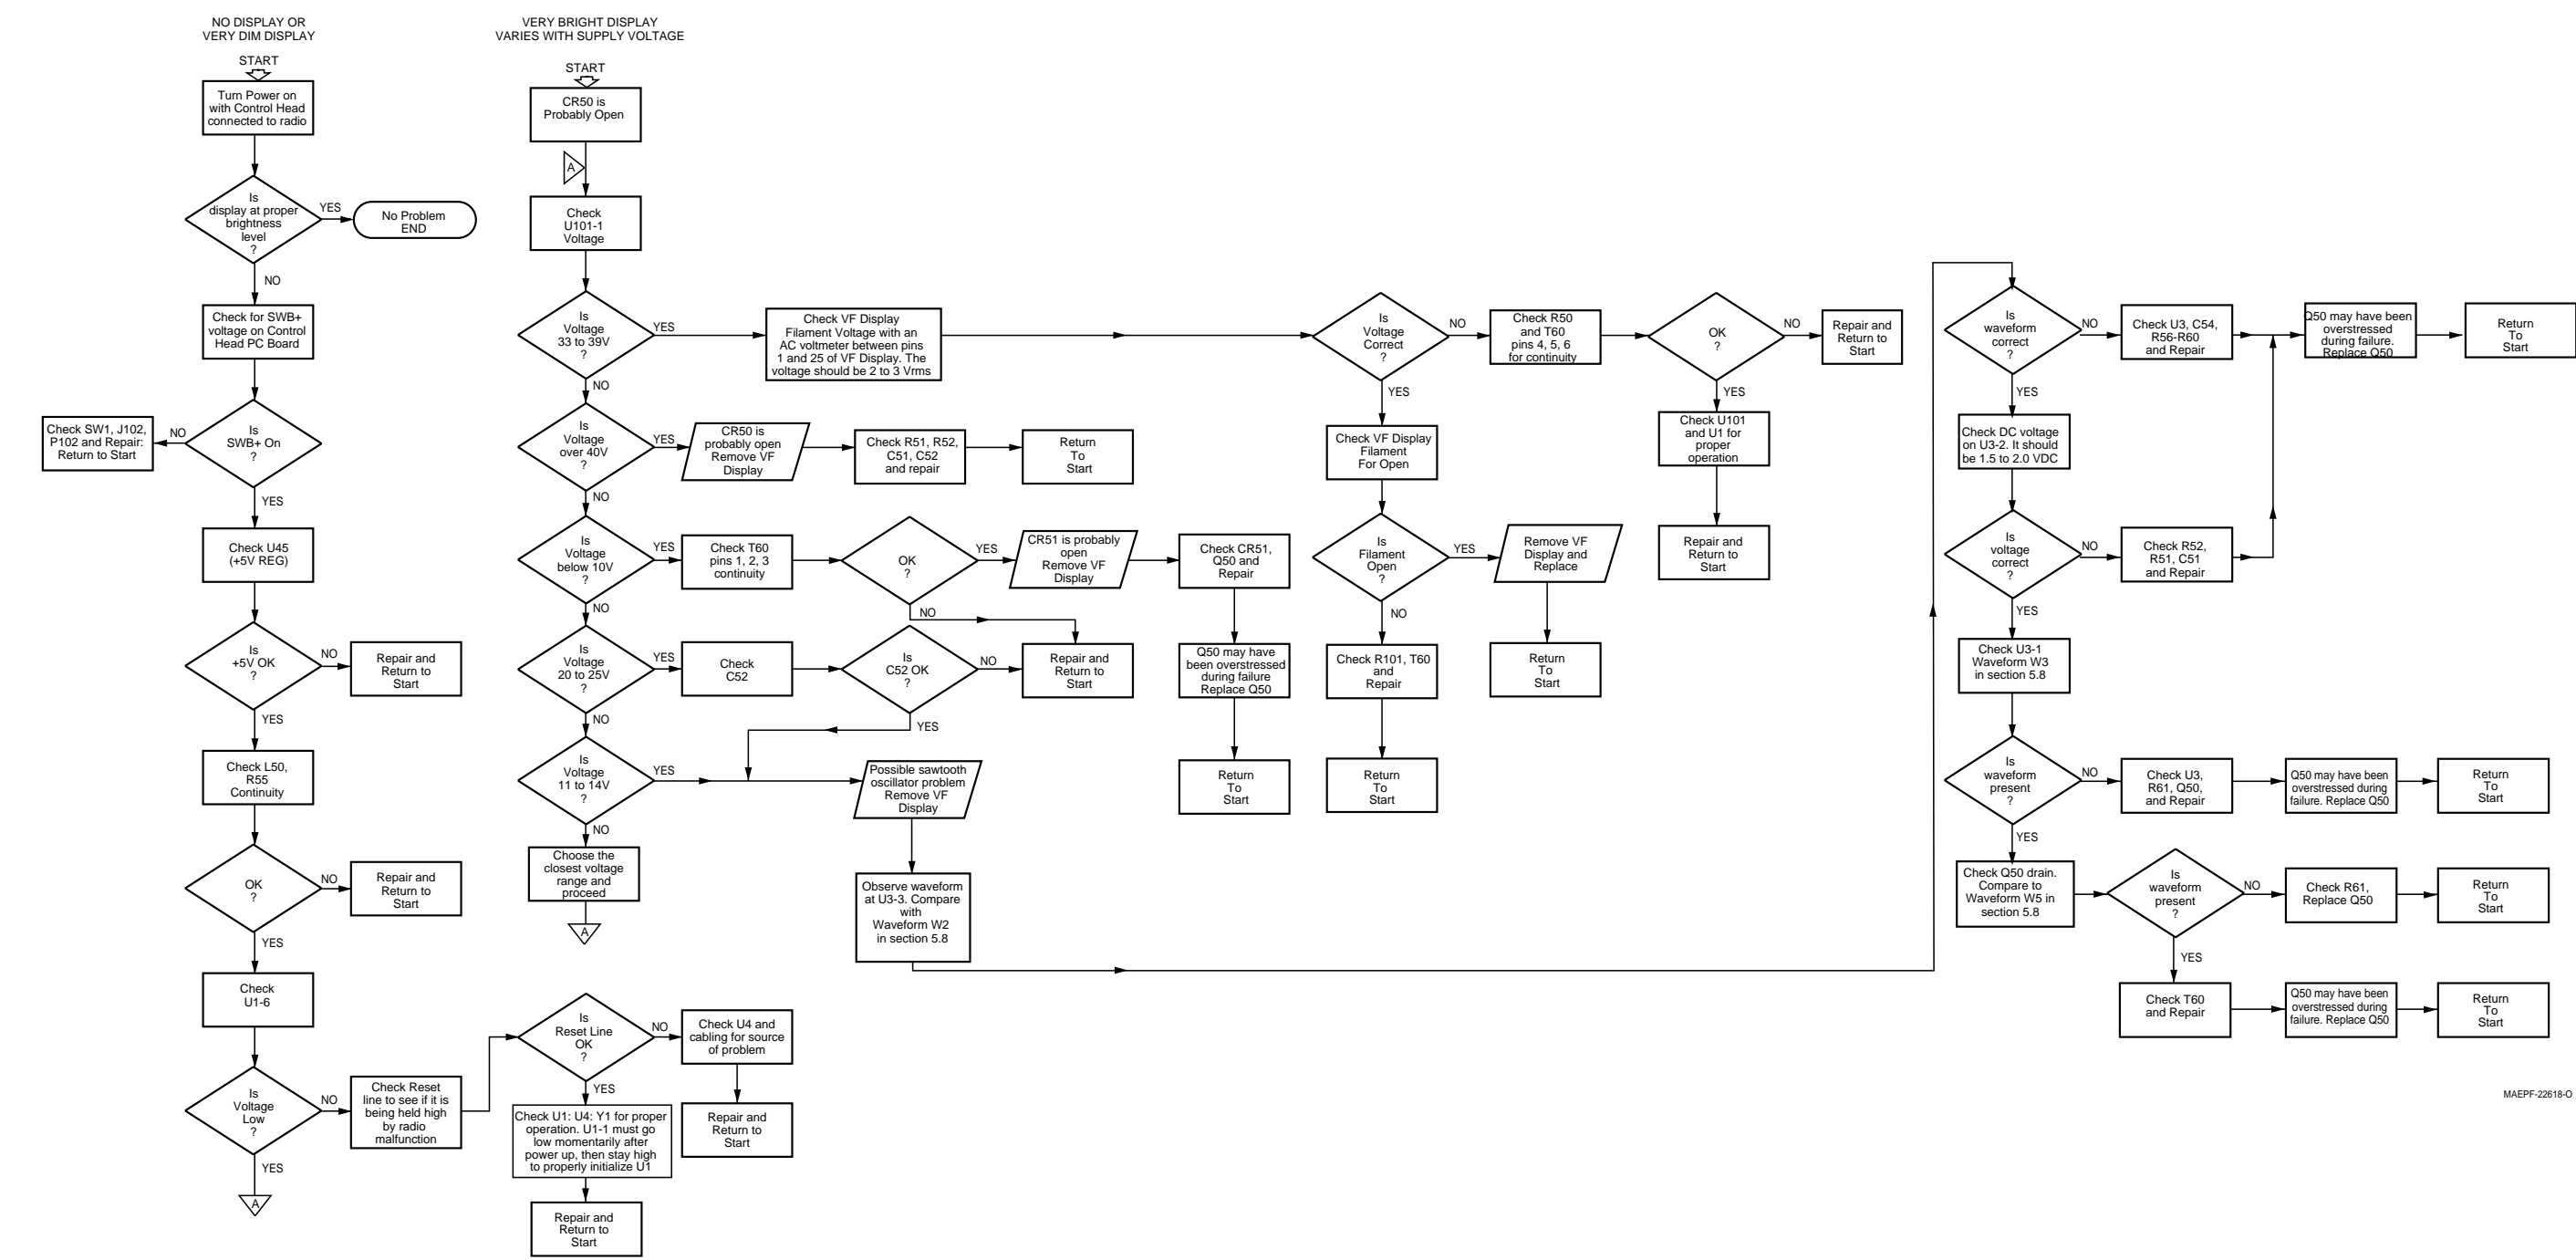 NO DISPLAY OR
VERY DIM DISPLAY
START
Turn Power on
with Control Head
connected to radio
Is
display at proper
brightness
level
?
YES
No Problem
END
NO
Check for SWB+
voltage on Control
Head PC Board
Is
SWB+ On
?
NO
Check SW1, J102,
P102 and Repair:
Return to Start
YES
Check U45
(+5V REG)
Is
+5V OK
?
NO
Repair and
Return to
Start
YES
Check L50,
R55
Continuity
OK
?
NO
Repair and
Return to
Start
YES
Check
U1-6
Is
Voltage
Low
?
NO
Check Reset
line to see if it is
being held high
by radio
malfunction
YES
A
Is
Reset Line
OK
?
NO
Check U4 and
cabling for source
of problem
Repair and
Return to
Start
YES
Check U1: U4: Y1 for proper
operation. U1-1 must go
low momentarily after
power up, then stay high
to properly initialize U1
Repair and
Return to
Start
VERY BRIGHT DISPLAY
VARIES WITH SUPPLY VOLTAGE
START
CR50 is
Probably Open
A
Check
U101-1
Voltage
Is
Voltage
33 to 39V
?
YES
Check VF Display
Filament Voltage with an
AC voltmeter between pins
1 and 25 of VF Display. The
voltage should be 2 to 3 Vrms
NO
Is
Voltage
over 40V
?
YES
CR50 is
probably open
Remove VF
Display
Check R51, R52,
C51, C52
and repair
Return
To
Start
NO
Is
Voltage
below 10V
?
YES
Check T60
pins 1, 2, 3
continuity
OK
?
YES
CR51 is probably
open
Remove VF
Display
Check CR51,
Q50 and
Repair
NO
Q50 may have
been overstressed
during failure
Replace Q50
Return
To
Start
NO
Is
Voltage
20 to 25V
?
YES
Check
C52
Is
C52 OK
?
NO
Repair and
Return to
Start
YES
NO
Is
Voltage
11 to 14V
?
YES
Possible sawtooth
oscillator problem
Remove VF
Display
NO
Choose the
closest voltage
range and
proceed
A
Observe waveform
at U3-3. Compare
with
Waveform W2
in section 5.8
Is
Voltage
Correct
?
NO
Check R50
and T60
pins 4, 5, 6
for continuity
OK
?
NO
Repair and
Return to
Start
YES
Check U101
and U1 for
proper
operation
Repair and
Return to
Start
YES
Check VF Display
Filament
For Open
Is
Filament
Open
?
YES
Remove VF
Display and
Replace
Return
To
Start
NO
Check R101, T60
and
Repair
Return
To
Start
Is
waveform
correct
?
NO
Check U3, C54,
R56-R60
and Repair
Q50 may have been
overstressed
during failure.
Replace Q50
Return
To
Start
YES
Check DC voltage
on U3-2. It should
be 1.5 to 2.0 VDC
Is
voltage
correct
?
NO
Check R52,
R51, C51
and Repair
YES
Check U3-1
Waveform W3
in section 5.8
Is
waveform
present
?
NO
Check U3,
R61, Q50,
and Repair
Q50 may have been
overstressed during
failure. Replace Q50
Return
To
Start
YES
Check Q50 drain.
Compare to
Waveform W5 in
section 5.8
Is
waveform
present
?
NO
Check R61,
Replace Q50
Return
To
Start
YES
Check T60
and Repair
Q50 may have been
overstressed during
failure. Replace Q50
Return
To
Start
MAEPF-22618-O